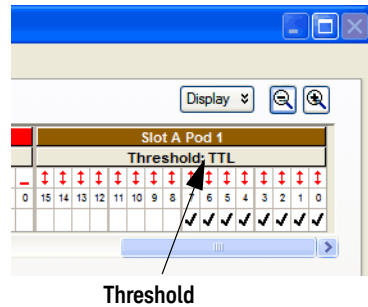 Display
Slot A Pod 1
Threshold: TTL
0 15 14 13 12 11 10 9 8 7 6 5 4 3 2 1 0
Threshold